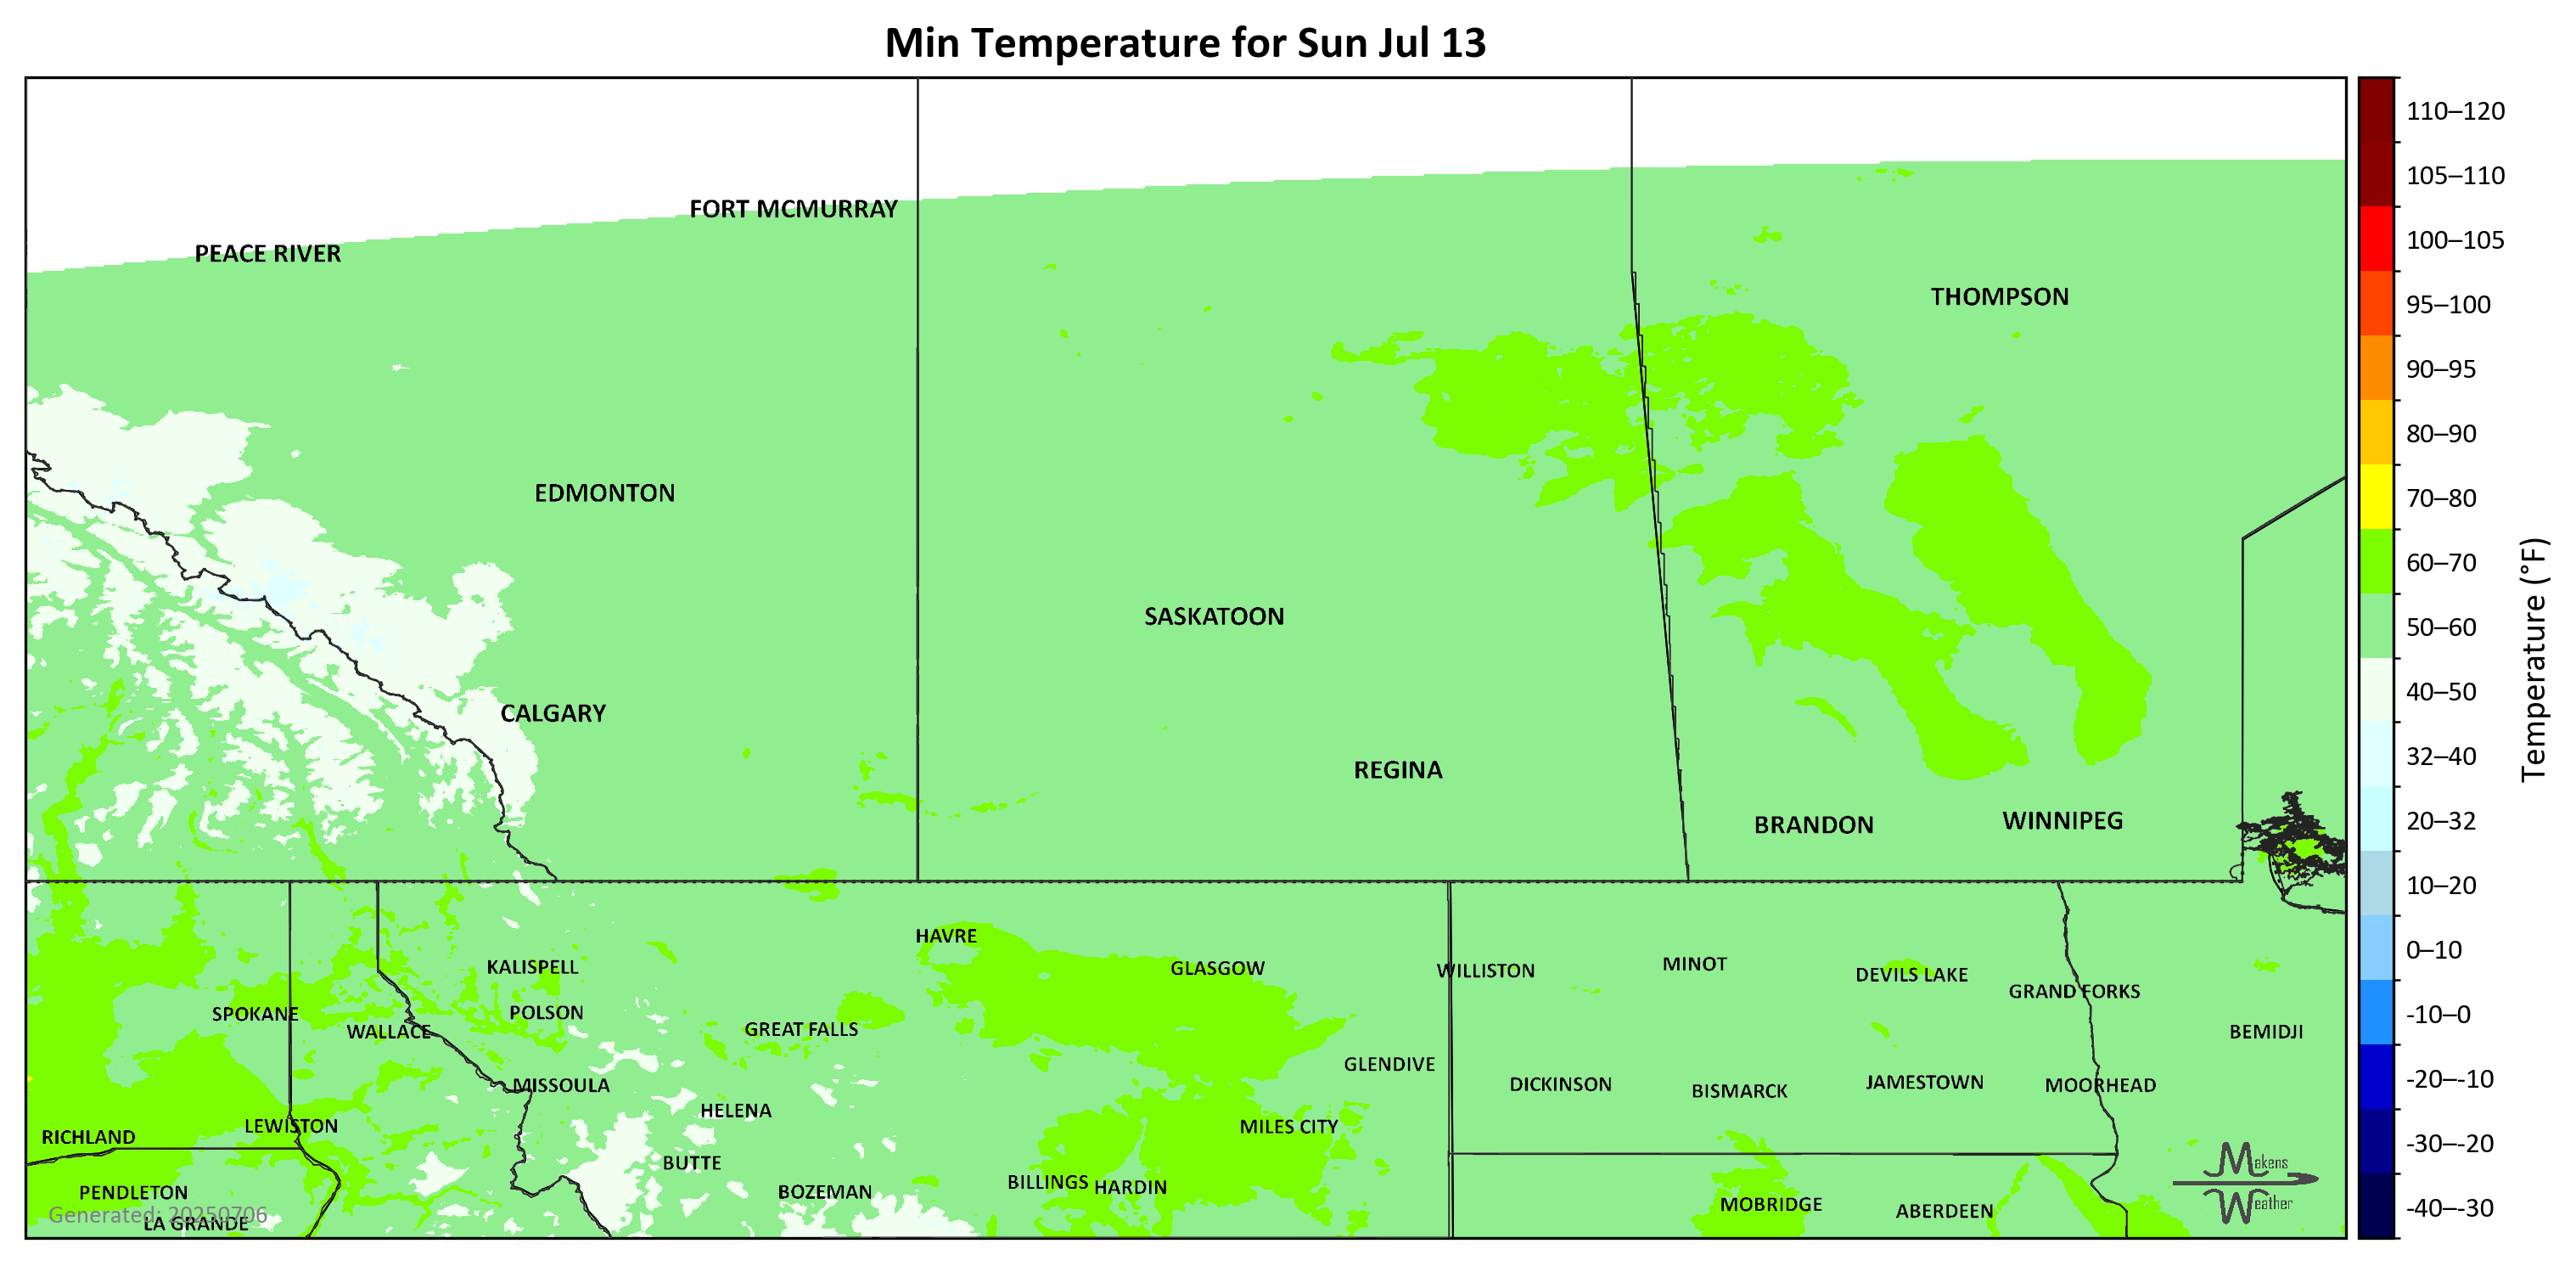 Min Temperature for Sun Jul 13
110–120
105–110
100–105
95–100
90–95
80–90
70–80
60–70
50–60
40–50
32–40
20–32
10–20
0–10
-10–0
-20–-10
-30–-20
-40–-30
Temperature (°F)
FORT MCMURRAY
PEACE RIVER
THOMPSON
EDMONTON
SASKATOON
CALGARY
REGINA
BRANDON
WINNIPEG
HAVRE
KALISPELL
GLASGOW
WILLISTON
MINOT
DEVILS LAKE
GRAND FORKS
SPOKANE
POLSON
WALLACE
GREAT FALLS
BEMIDJI
GLENDIVE
MISSOULA
DICKINSON
BISMARCK
JAMESTOWN
MOORHEAD
HELENA
LEWISTON
MILES CITY
RICHLAND
BUTTE
PENDLETON
BOZEMAN
BILLINGS
HARDIN
MOBRIDGE
ABERDEEN
Generated: 20250706
LA GRANDE
Makens
Weather